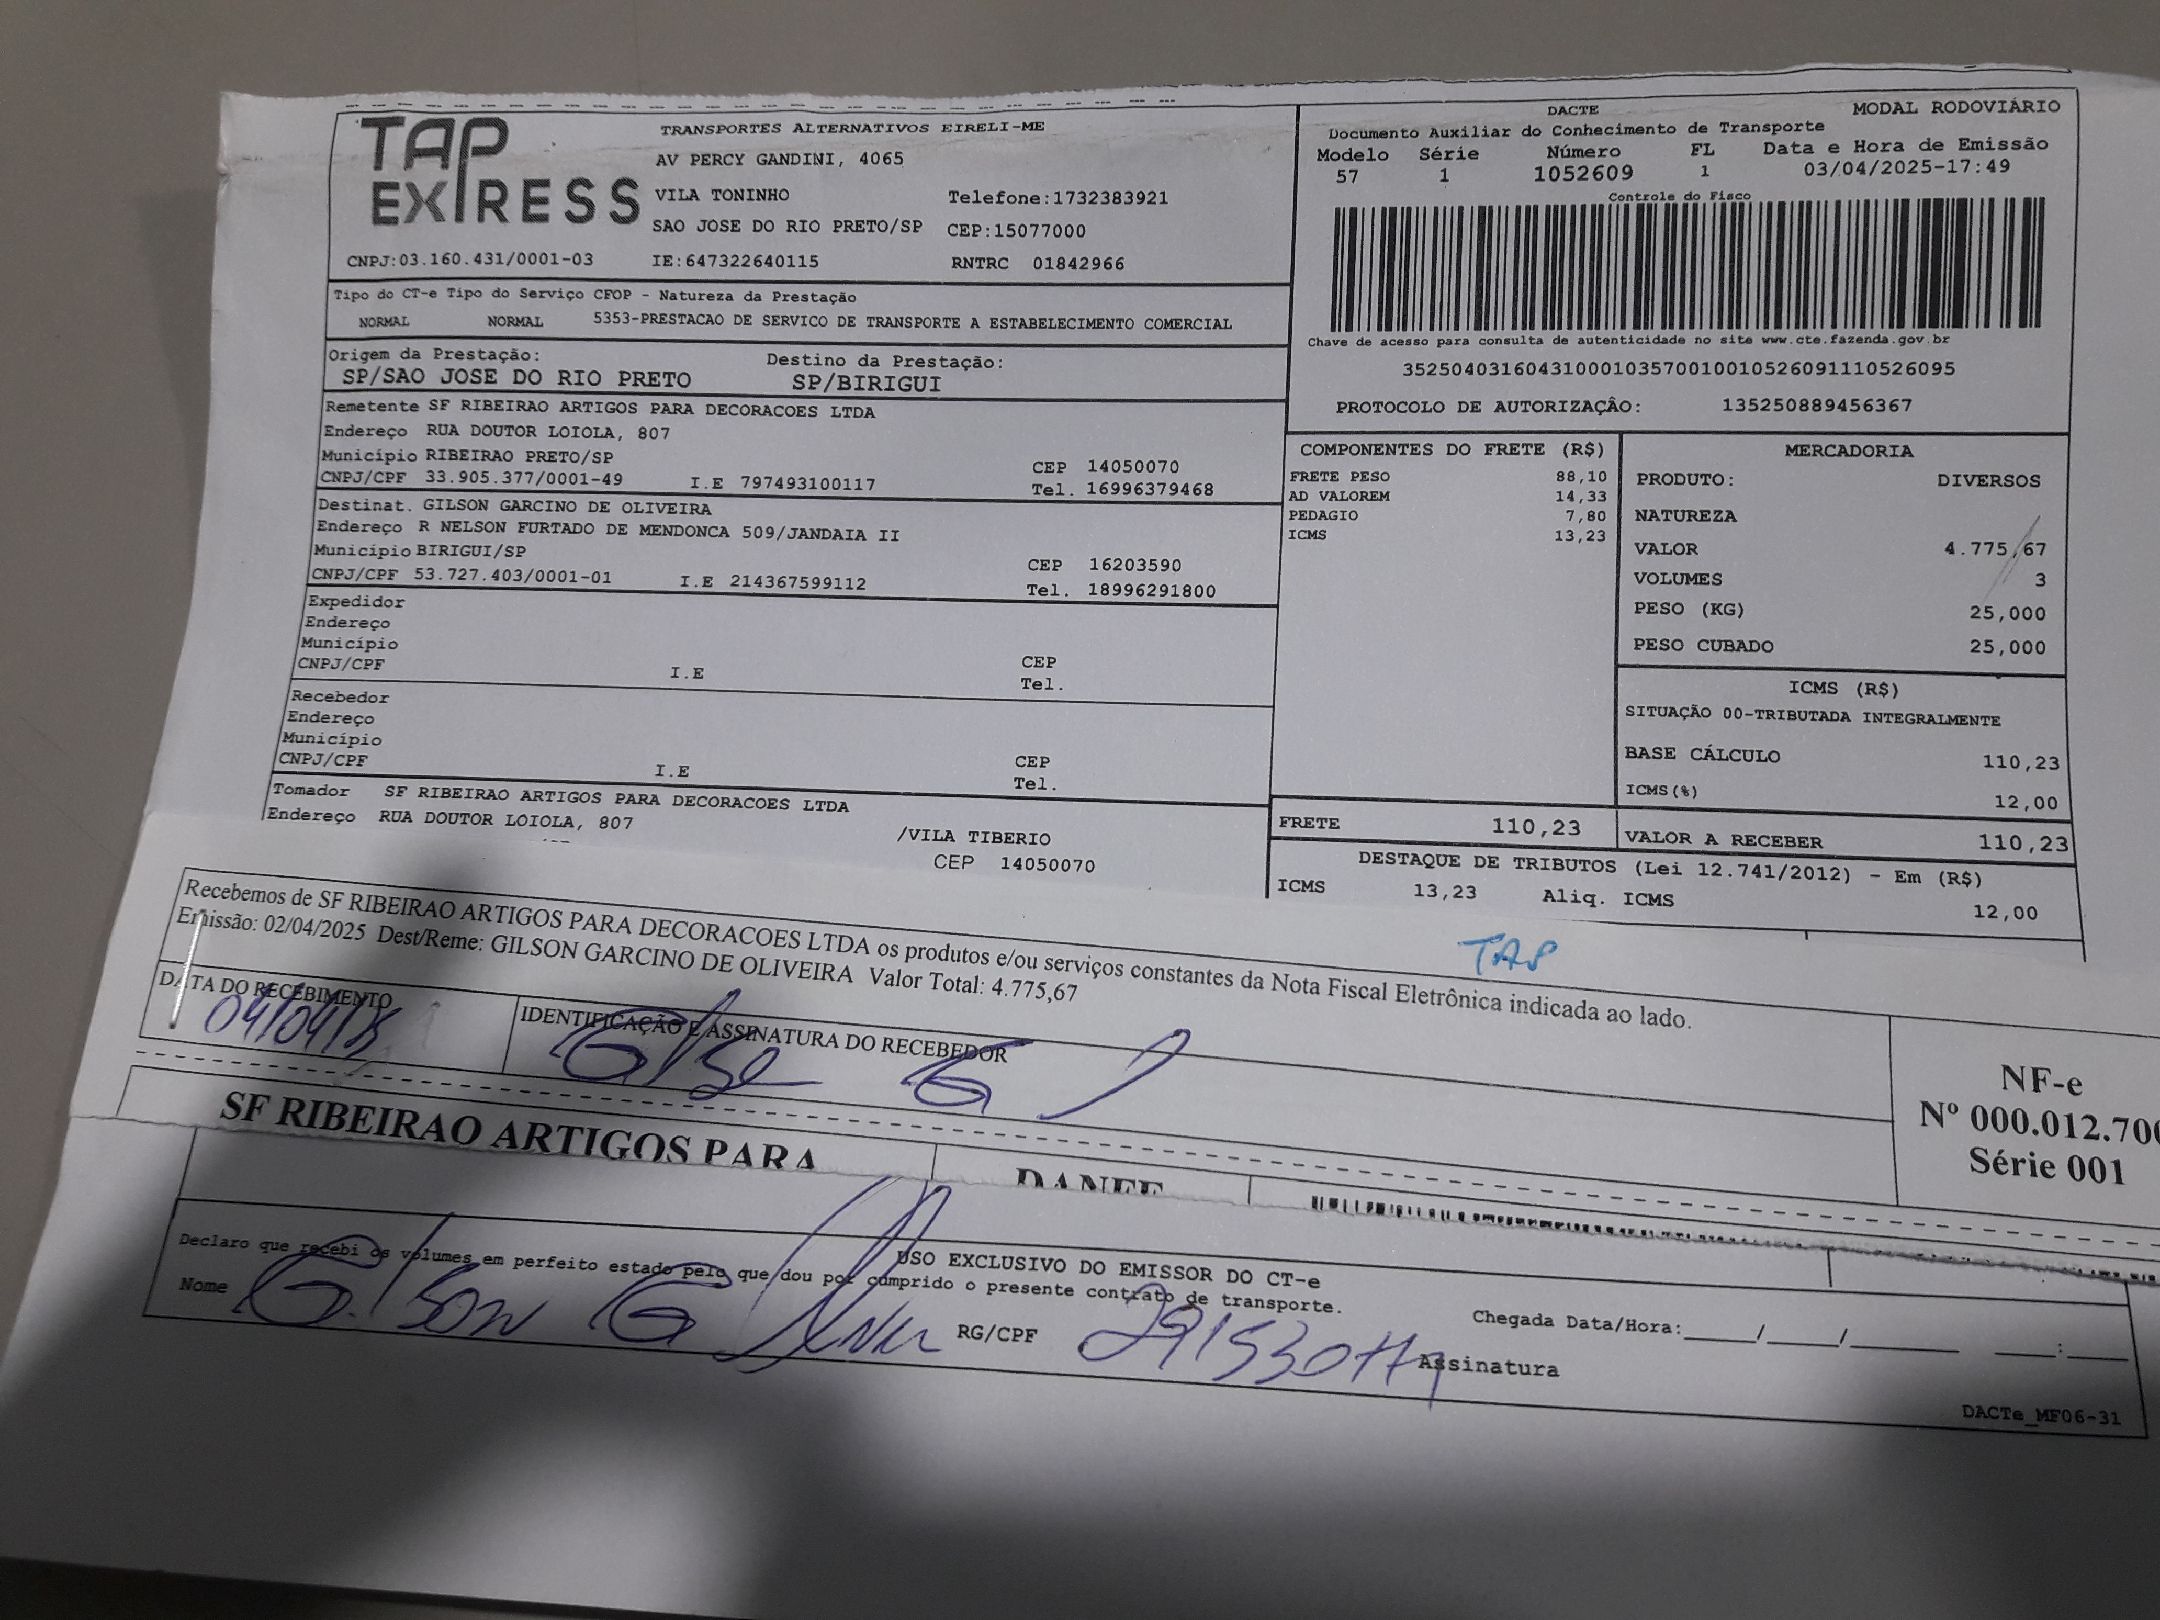 TAP EXPRESS
TRANSPORTES ALTERNATIVOS EIRELI-ME
AV PERCY GANDINI, 4065
VILA TONINHO Telefone:1732383921
SAO JOSE DO RIO PRETO/SP CEP:15077000
CNPJ:03.160.431/0001-03 IE:647322640115 RNTRC 01842966
DACTE MODAL RODOVIÁRIO
Documento Auxiliar do Conhecimento de Transporte
Modelo Série Número FL Data e Hora de Emissão
57 1 1052609 1 03/04/2025-17:49
Controle do Fisco
Chave de acesso para consulta de autenticidade no site www.cte.fazenda.gov.br
35250403160431000103570010010526091110526095
PROTOCOLO DE AUTORIZAÇÂO: 135250889456367
Tipo do CT-e Tipo do Serviço CFOP - Natureza da Prestação
NORMAL NORMAL 5353-PRESTACAO DE SERVICO DE TRANSPORTE A ESTABELECIMENTO COMERCIAL
Origem da Prestação: Destino da Prestação:
SP/SAO JOSE DO RIO PRETO SP/BIRIGUI
Remetente SF RIBEIRAO ARTIGOS PARA DECORACOES LTDA
Endereço RUA DOUTOR LOIOLA, 807
Município RIBEIRAO PRETO/SP CEP 14050070
CNPJ/CPF 33.905.377/0001-49 I.E 797493100117 Tel. 16996379468
Destinat. GILSON GARCINO DE OLIVEIRA
Endereço R NELSON FURTADO DE MENDONCA 509/JANDAIA II
Município BIRIGUI/SP CEP 16203590
CNPJ/CPF 53.727.403/0001-01 I.E 214367599112 Tel. 18996291800
Expedidor
Endereço
Município CEP
CNPJ/CPF I.E Tel.
Recebedor
Endereço
Município CEP
CNPJ/CPF I.E Tel.
Tomador SF RIBEIRAO ARTIGOS PARA DECORACOES LTDA
Endereço RUA DOUTOR LOIOLA, 807 /VILA TIBERIO
CEP 14050070
COMPONENTES DO FRETE (R$)
FRETE PESO 88,10
AD VALOREM 14,33
PEDAGIO 7,80
ICMS 13,23
MERCADORIA
PRODUTO: DIVERSOS
NATUREZA
VALOR 4.775,67
VOLUMES 3
PESO (KG) 25,000
PESO CUBADO 25,000
ICMS (R$)
SITUAÇÃO 00-TRIBUTADA INTEGRALMENTE
BASE CÁLCULO 110,23
ICMS(%) 12,00
FRETE 110,23 VALOR A RECEBER 110,23
DESTAQUE DE TRIBUTOS (Lei 12.741/2012) - Em (R$)
ICMS 13,23 Aliq. ICMS 12,00
TAP
Recebemos de SF RIBEIRAO ARTIGOS PARA DECORACOES LTDA os produtos e/ou serviços constantes da Nota Fiscal Eletrônica indicada ao lado.
Emissão: 02/04/2025 Dest/Reme: GILSON GARCINO DE OLIVEIRA Valor Total: 4.775,67
DATA DO RECEBIMENTO IDENTIFICAÇÃO E ASSINATURA DO RECEBEDOR
04/04/25
NF-e
Nº 000.012.700
Série 001
SF RIBEIRAO ARTIGOS PARA
DANFE
USO EXCLUSIVO DO EMISSOR DO CT-e
Declaro que recebi os volumes em perfeito estado pelo que dou por cumprido o presente contrato de transporte.
Nome Gilson G RG/CPF Assinatura
Chegada Data/Hora:_____/_____/_________ ____:_____
DACTe_MF06-31